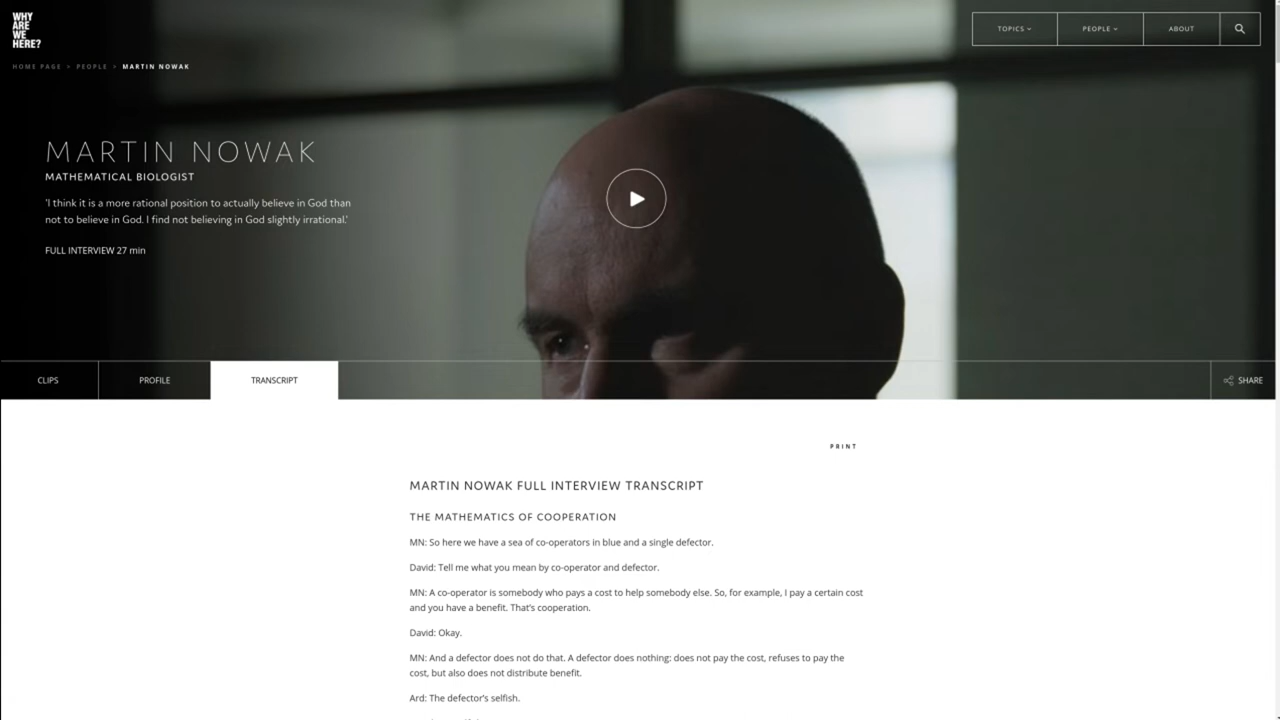 WHY
ARE
WE
HERE?
TOPICS
PEOPLE
ABOUT
HOME PAGE > PEOPLE > MARTIN NOWAK
MARTIN NOWAK
MATHEMATICAL BIOLOGIST
'I think it is a more rational position to actually believe in God than
not to believe in God. I find not believing in God slightly irrational.'
FULL INTERVIEW 27 min
CLIPS
PROFILE
TRANSCRIPT
SHARE
PRINT
MARTIN NOWAK FULL INTERVIEW TRANSCRIPT
THE MATHEMATICS OF COOPERATION
MN: So here we have a sea of co-operators in blue and a single defector.
David: Tell me what you mean by co-operator and defector.
MN: A co-operator is somebody who pays a cost to help somebody else. So, for example, I pay a certain cost
and you have a benefit. That's cooperation.
David: Okay.
MN: And a defector does not do that. A defector does nothing: does not pay the cost, refuses to pay the
cost, but also does not distribute benefit.
Ard: The defector's selfish.